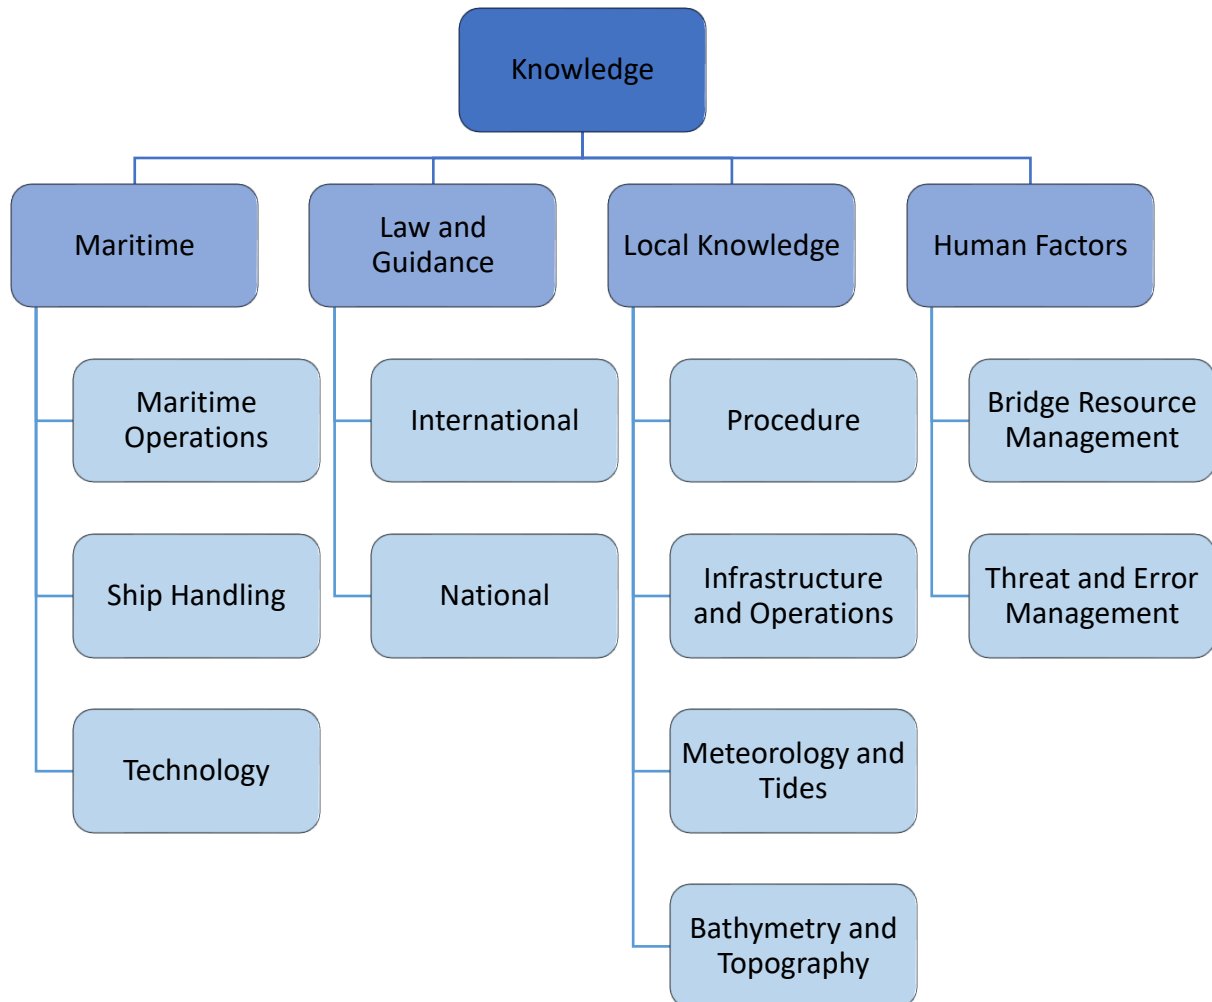 Knowledge
Maritime
Law and
Guidance
Local Knowledge
Human Factors
Maritime
Operations
International
Procedure
Bridge Resource
Management
Ship Handling
National
Infrastructure
and Operations
Threat and Error
Management
Technology
Meteorology and
Tides
Bathymetry and
Topography